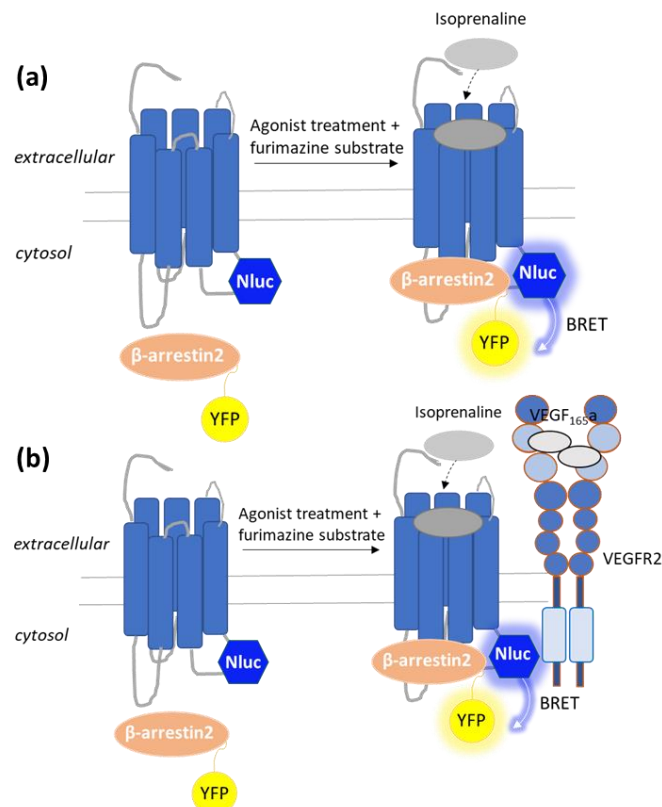 Isoprenaline
(a)
Agonist treatment +
furimazine substrate
extracellular
cytosol
Nluc
Nluc
β-arrestin2
BRET
YFP
β-arrestin2
YFP
Isoprenaline
VEGF₁₆₅a
(b)
Agonist treatment +
furimazine substrate
extracellular
VEGFR2
cytosol
Nluc
Nluc
β-arrestin2
BRET
YFP
β-arrestin2
YFP